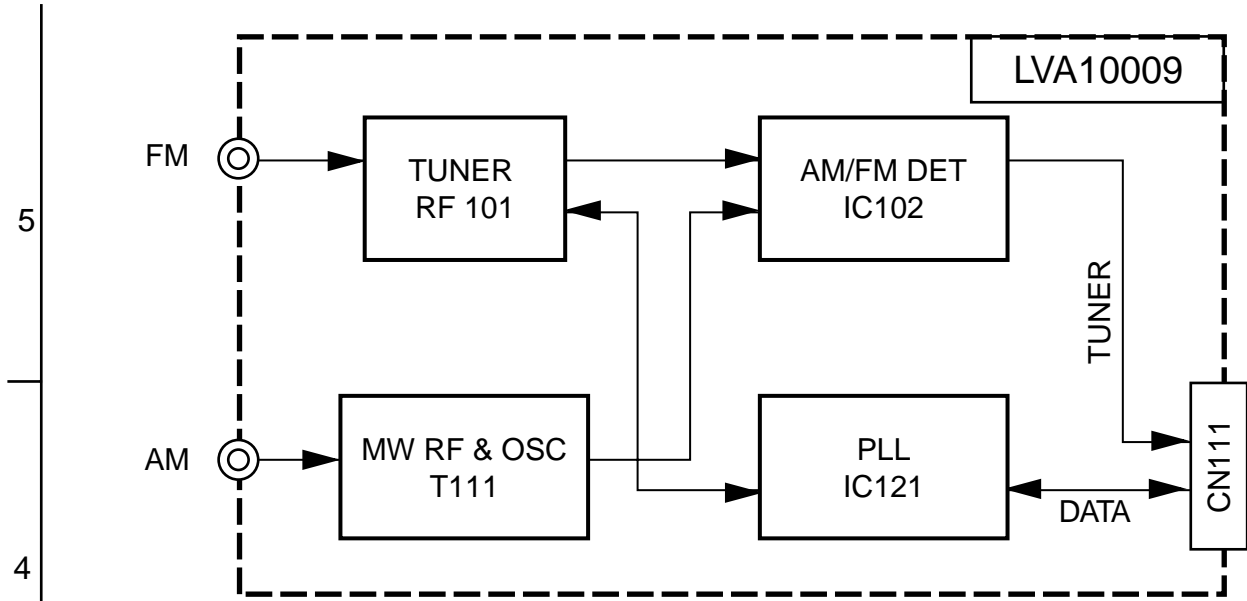 LVA10009
FM
TUNER
RF 101
AM/FM DET
IC102
5
TUNER
AM
MW RF & OSC
T111
PLL
IC121
DATA
CN111
4